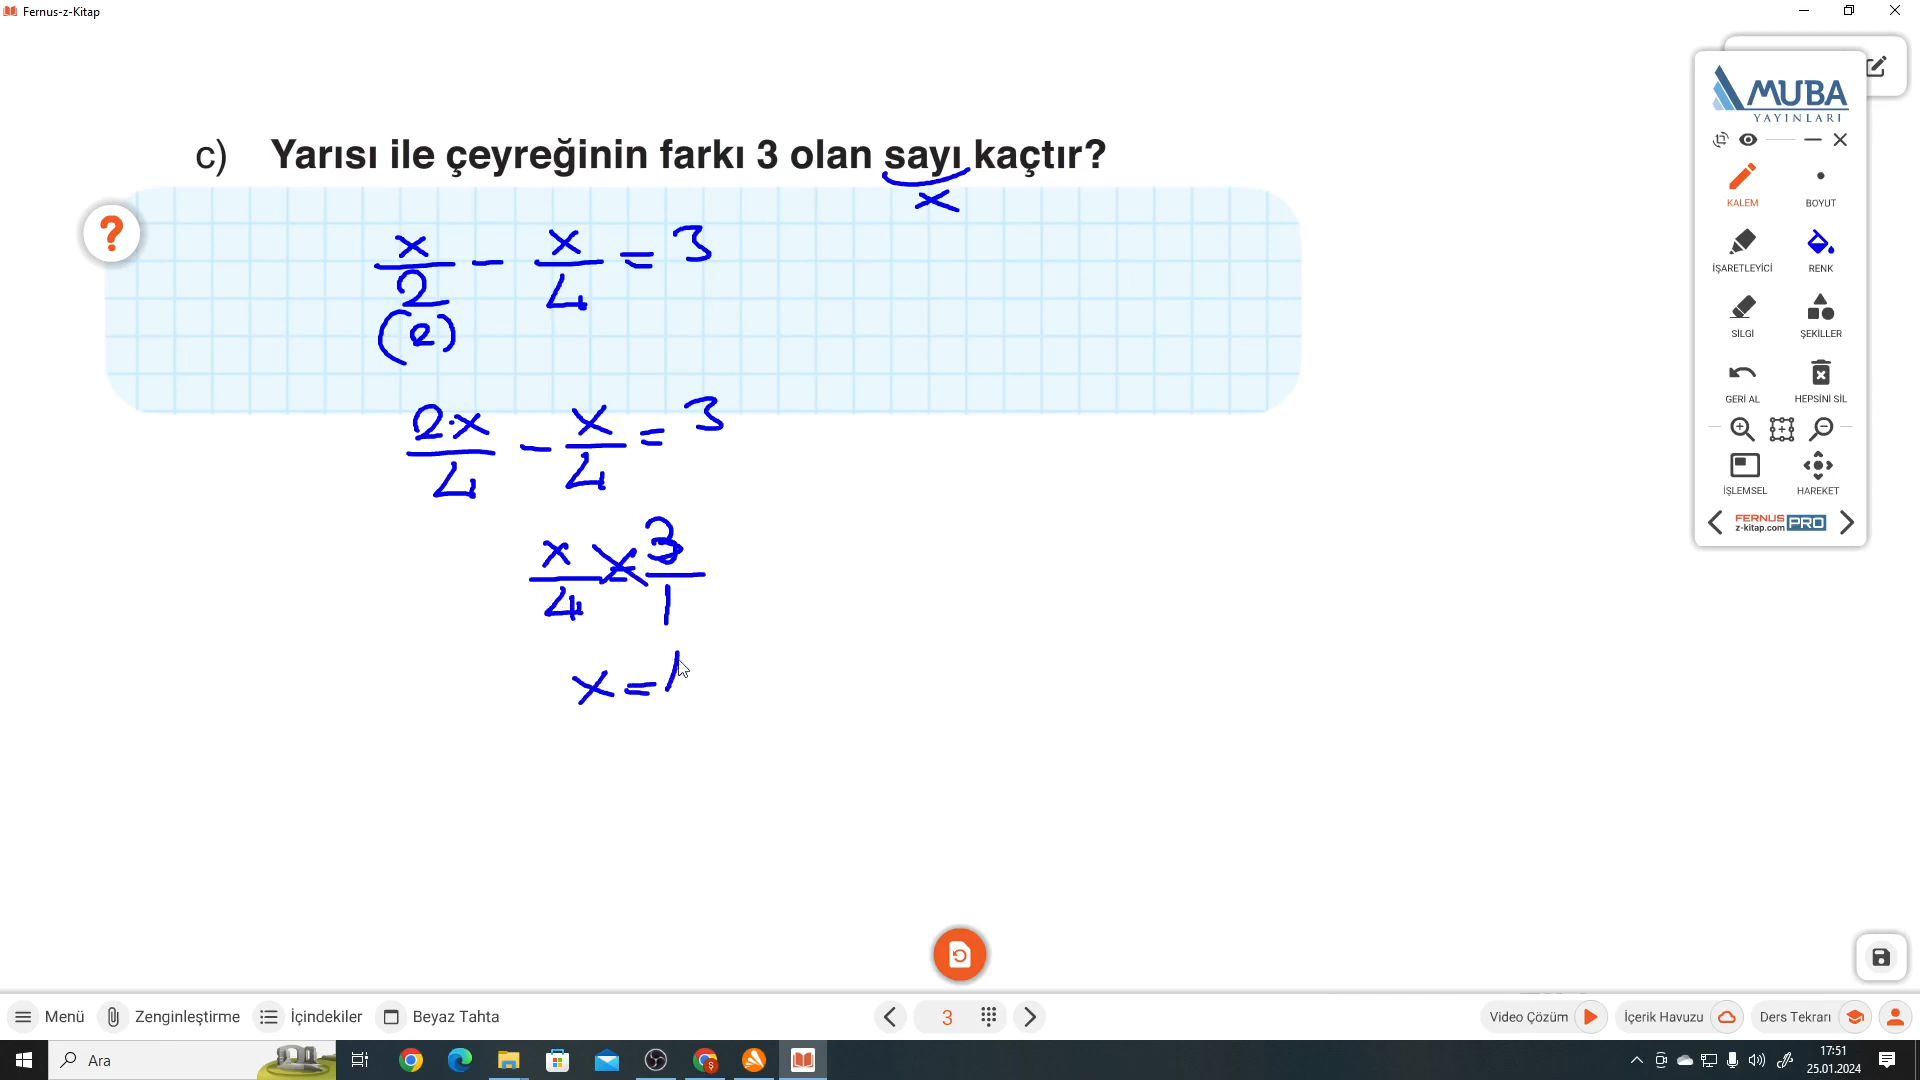 Fernus-z-Kitap
MUBA
YAYINLARI
c) Yarısı ile çeyreğinin farkı 3 olan sayı kaçtır?
x
?
x/2 - x/4 = 3
(2)
2·x/4 - x/4 = 3
x/4 = 3/1
x = 1
KALEM
BOYUT
İŞARETLEYİCİ
RENK
SİLGİ
ŞEKİLLER
GERİ AL
HEPSİNİ SİL
İŞLEMSEL
HAREKET
FERNUS PRO
z-kitap.com
Menü
Zenginleştirme
İçindekiler
Beyaz Tahta
3
Video Çözüm
İçerik Havuzu
Ders Tekrarı
Ara
17:51
25.01.2024